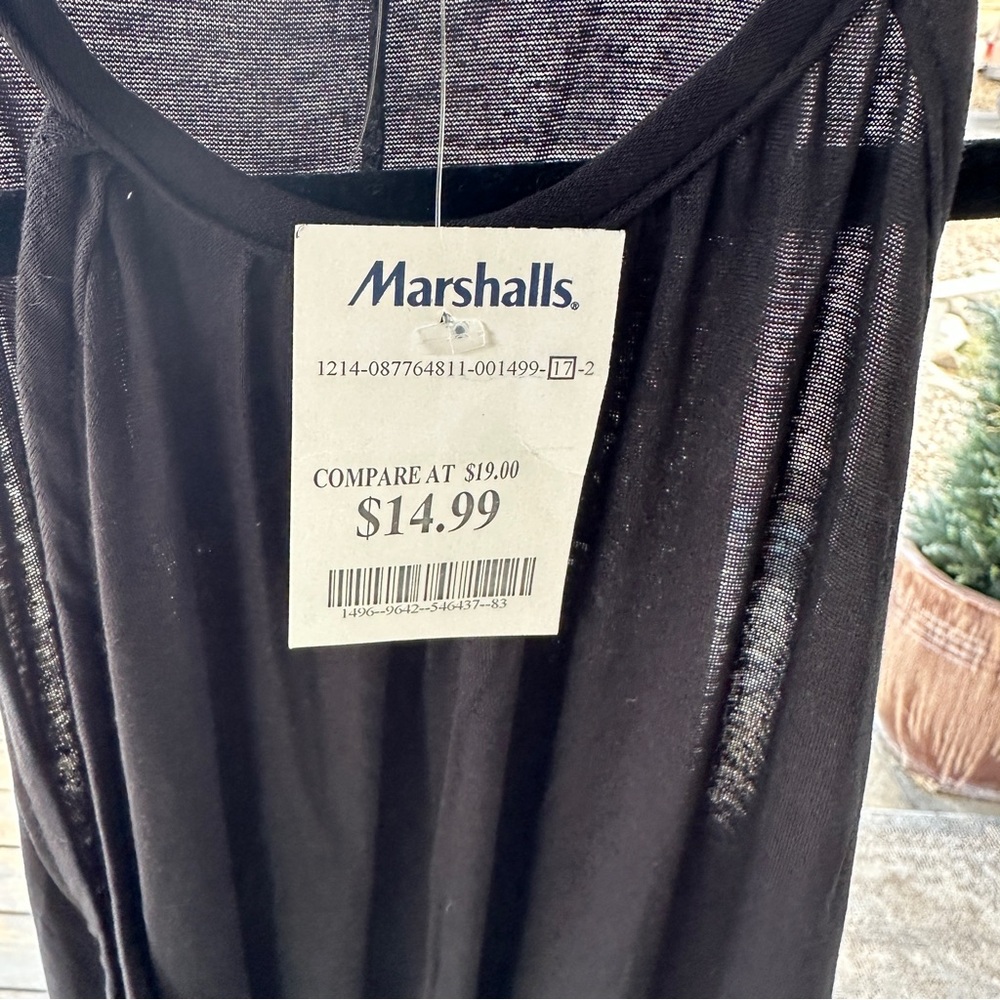 Marshalls®
1214-087764811-001499-17-2
COMPARE AT $19.00
$14.99
1496--9642--546437--83